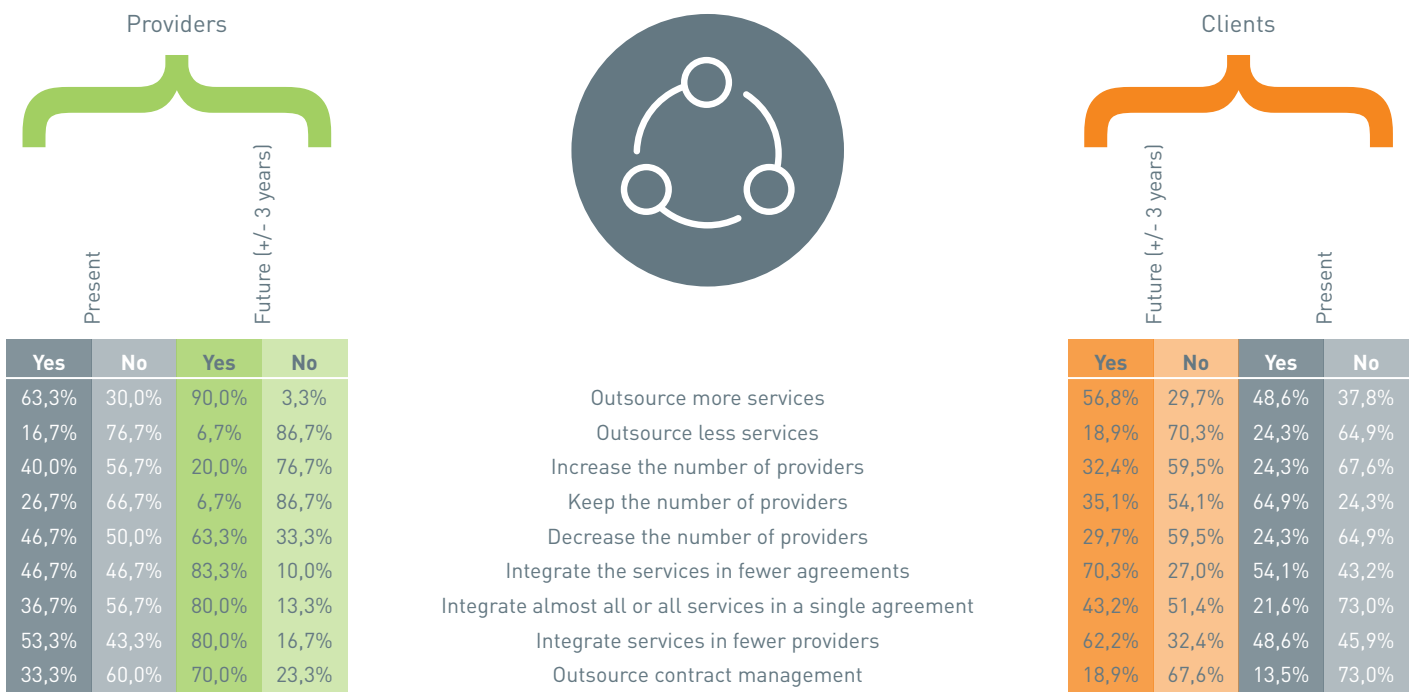 Providers
Clients
Present
Future (+/- 3 years)
Future (+/- 3 years)
Present
Yes No Yes No Yes No Yes No
63,3% 30,0% 90,0% 3,3% Outsource more services 56,8% 29,7% 48,6% 37,8%
16,7% 76,7% 6,7% 86,7% Outsource less services 18,9% 70,3% 24,3% 64,9%
40,0% 56,7% 20,0% 76,7% Increase the number of providers 32,4% 59,5% 24,3% 67,6%
26,7% 66,7% 6,7% 86,7% Keep the number of providers 35,1% 54,1% 64,9% 24,3%
46,7% 50,0% 63,3% 33,3% Decrease the number of providers 29,7% 59,5% 24,3% 64,9%
46,7% 46,7% 83,3% 10,0% Integrate the services in fewer agreements 70,3% 27,0% 54,1% 43,2%
36,7% 56,7% 80,0% 13,3% Integrate almost all or all services in a single agreement 43,2% 51,4% 21,6% 73,0%
53,3% 43,3% 80,0% 16,7% Integrate services in fewer providers 62,2% 32,4% 48,6% 45,9%
33,3% 60,0% 70,0% 23,3% Outsource contract management 18,9% 67,6% 13,5% 73,0%